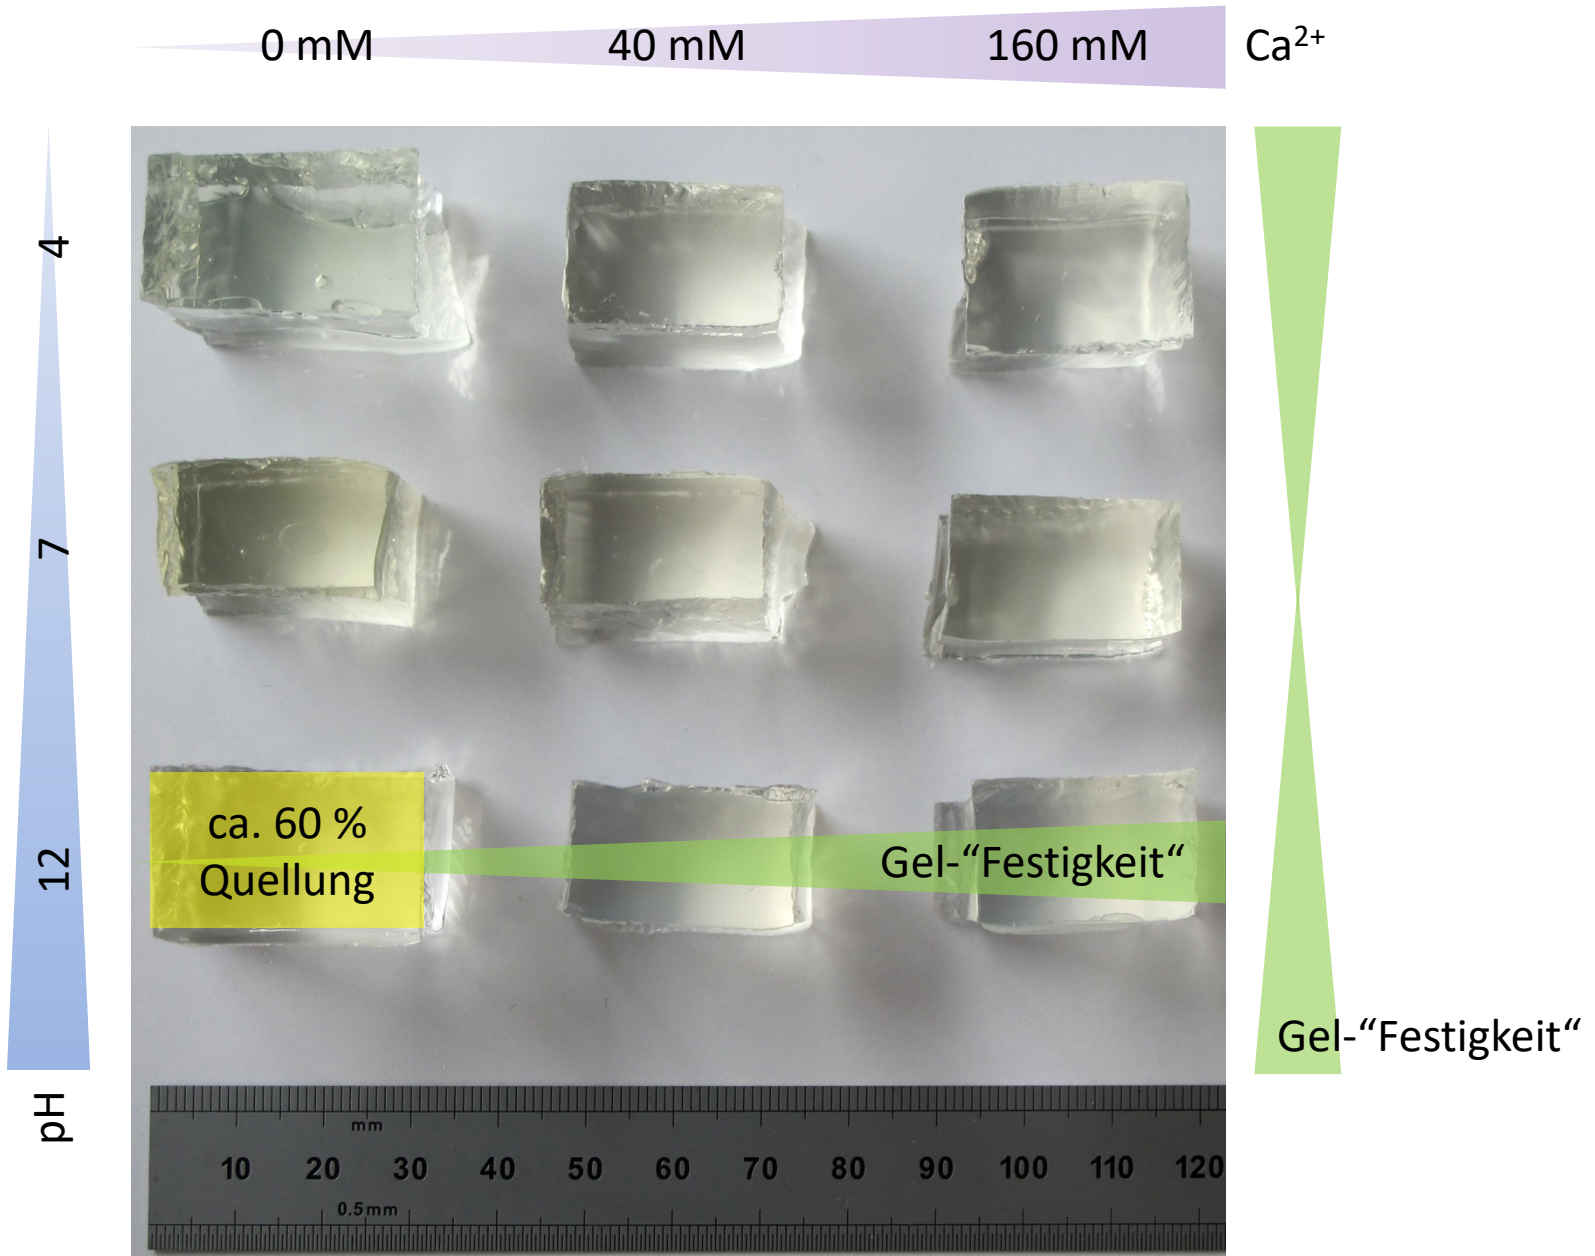 0 mM 40 mM 160 mM Ca²⁺
4
7
12
pH
ca. 60 %
Quellung
Gel-“Festigkeit“
Gel-“Festigkeit“
mm
10 20 30 40 50 60 70 80 90 100 110 120
0.5mm